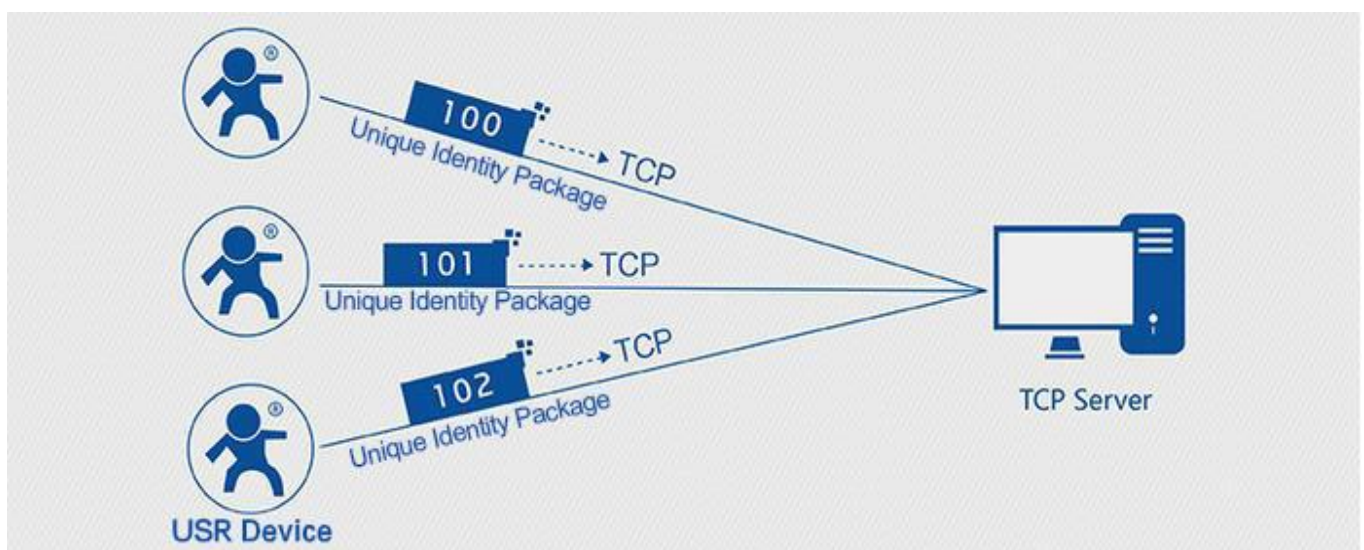 ®
100
Unique Identity Package
TCP
®
101
TCP
Unique Identity Package
®
102
TCP
Unique Identity Package
USR Device
TCP Server